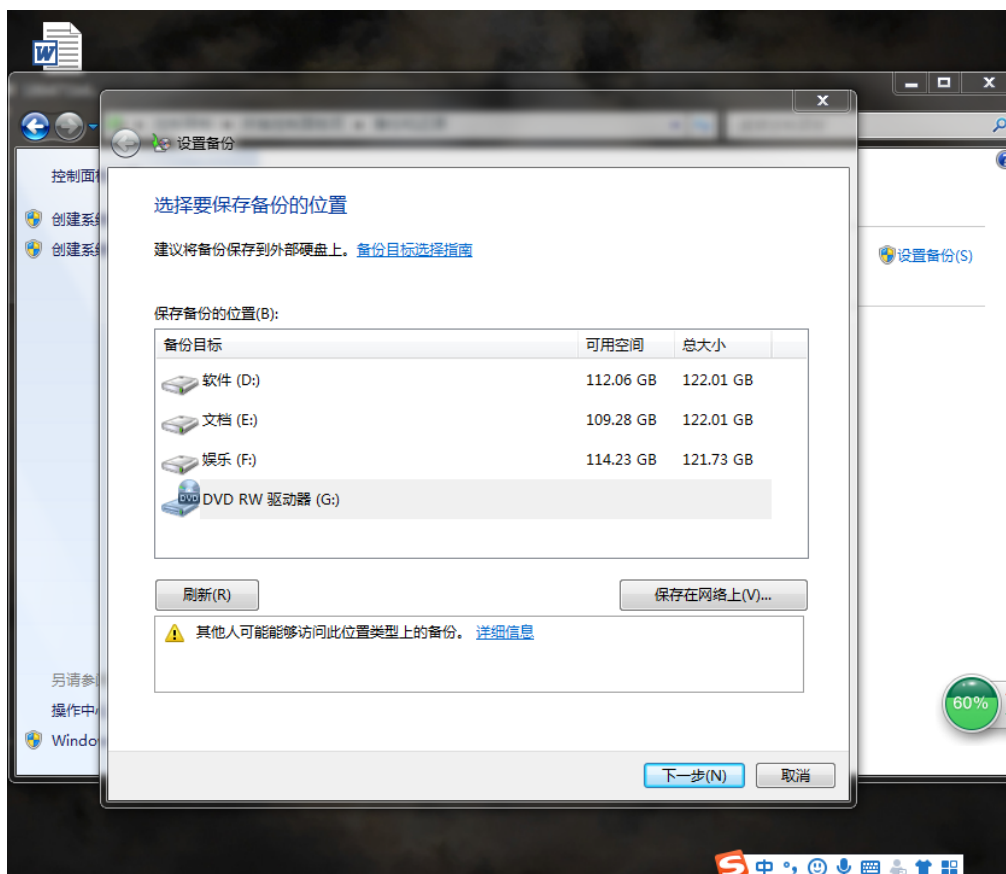 W
设置备份
控制面
创建系
创建系
选择要保存备份的位置
建议将备份保存到外部硬盘上。备份目标选择指南
设置备份(S)
保存备份的位置(B):
备份目标 可用空间 总大小
软件 (D:) 112.06 GB 122.01 GB
文档 (E:) 109.28 GB 122.01 GB
娱乐 (F:) 114.23 GB 121.73 GB
DVD
DVD RW 驱动器 (G:)
刷新(R) 保存在网络上(V)...
其他人可能能够访问此位置类型上的备份。 详细信息
另请参
操作中
Windo
60%
下一步(N) 取消
中